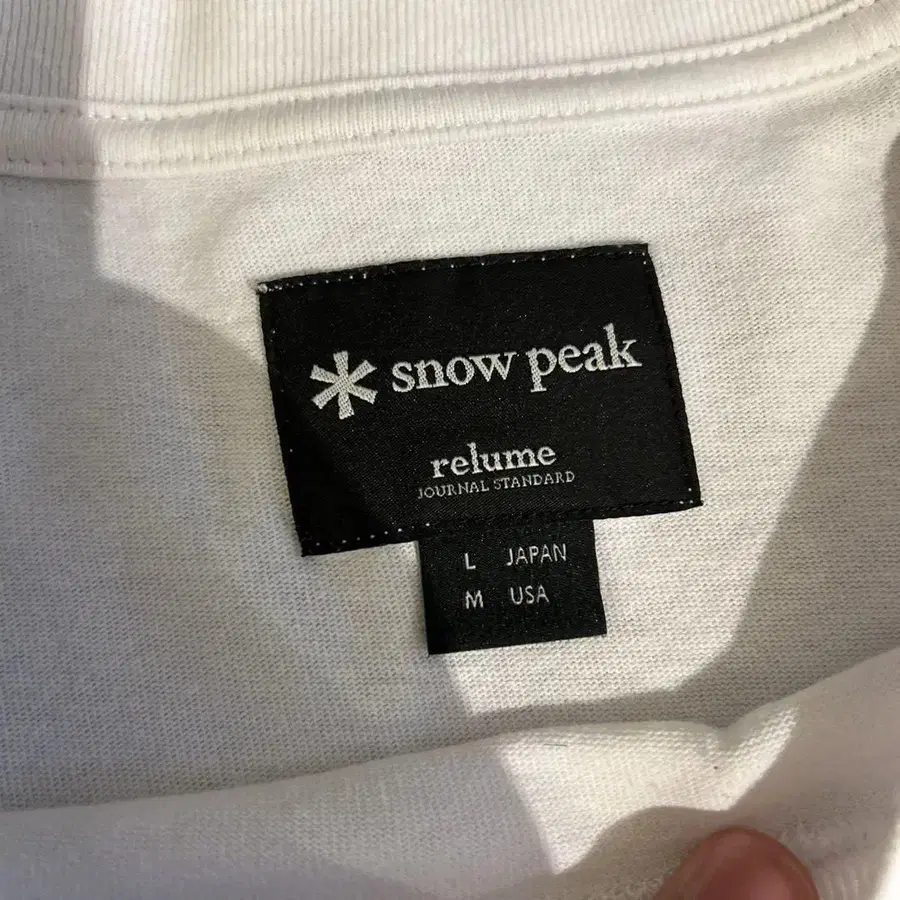 snow peak
relume
JOURNAL STANDARD
L JAPAN
M USA